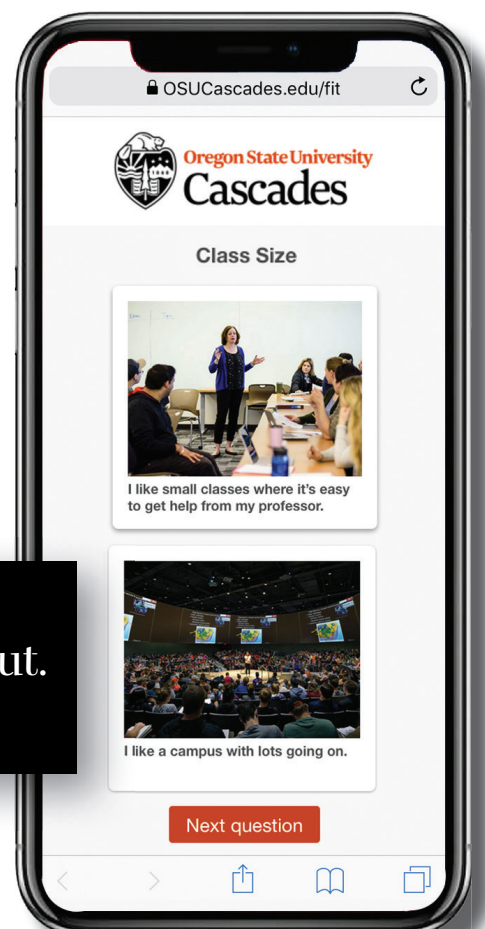 OSUCascades.edu/fit
Oregon State University
Cascades
Class Size
I like small classes where it's easy
to get help from my professor.
ut.
I like a campus with lots going on.
Next question